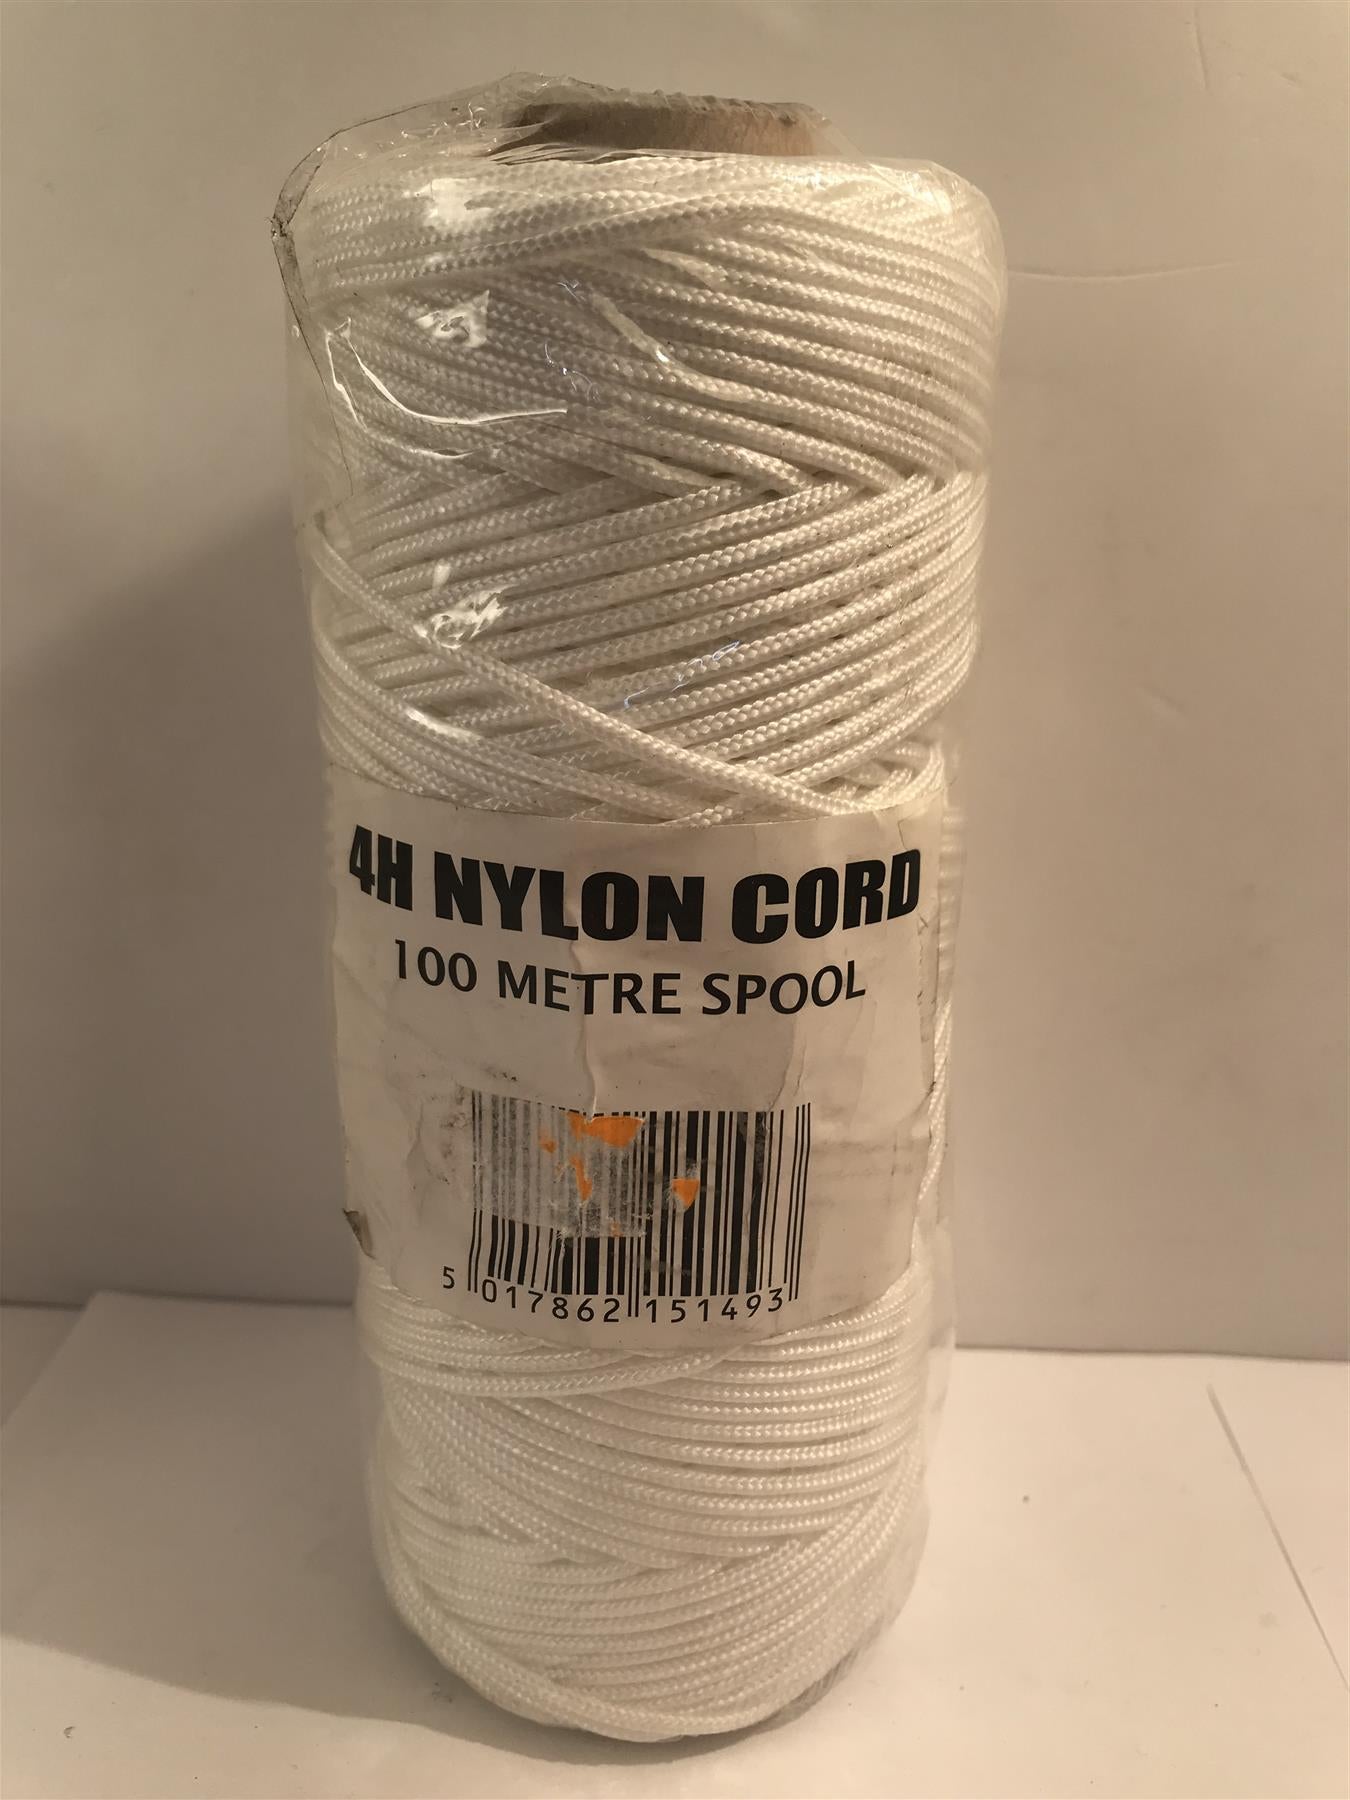 4H NYLON CORD
100 METRE SPOOL
5 017862 151493